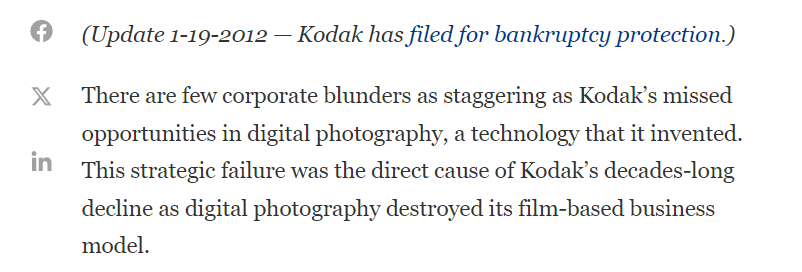 (Update 1-19-2012 — Kodak has filed for bankruptcy protection.)
There are few corporate blunders as staggering as Kodak’s missed
opportunities in digital photography, a technology that it invented.
This strategic failure was the direct cause of Kodak’s decades-long
decline as digital photography destroyed its film-based business
model.